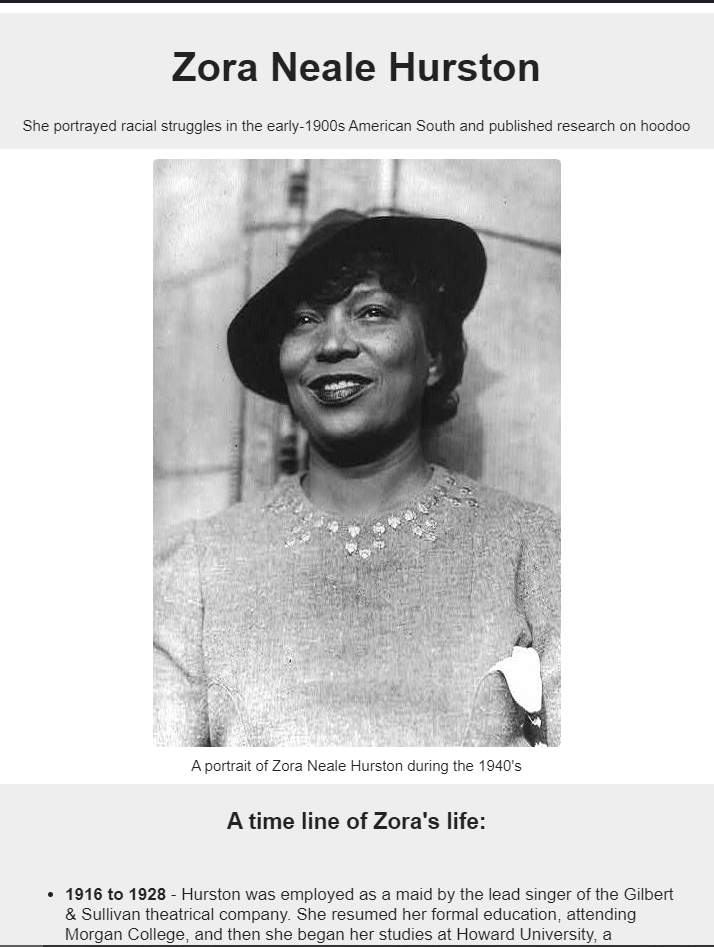 Zora Neale Hurston
She portrayed racial struggles in the early-1900s American South and published research on hoodoo
A portrait of Zora Neale Hurston during the 1940's
A time line of Zora's life:
• 1916 to 1928 - Hurston was employed as a maid by the lead singer of the Gilbert
& Sullivan theatrical company. She resumed her formal education, attending
Morgan College, and then she began her studies at Howard University, a